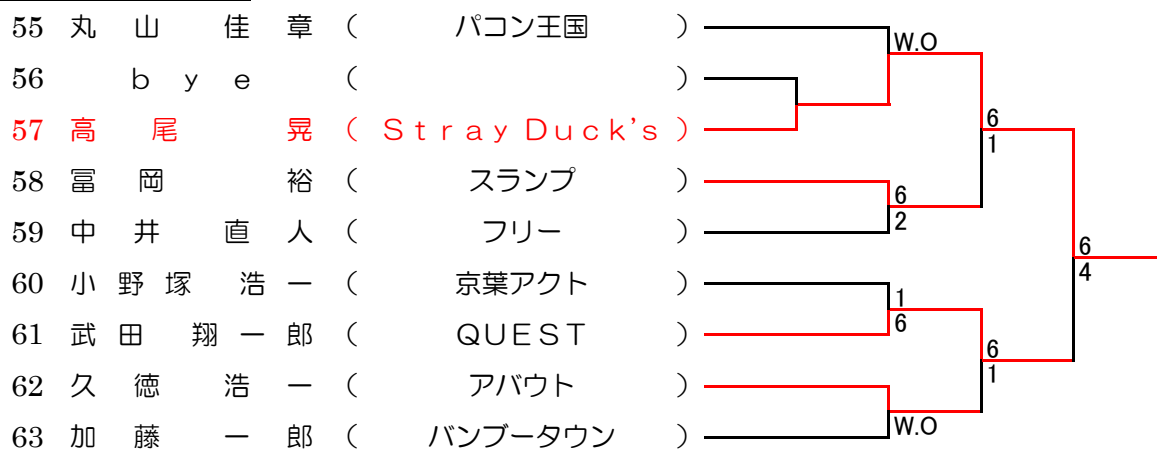 55 丸 山 佳 章 ( パコン王国 ) W.O
56 ｂ ｙ ｅ ( )
57 高 尾 晃 ( Ｓｔｒａｙ Ｄｕｃｋ’ｓ ) 6 1
58 冨 岡 裕 ( スランプ ) 6
59 中 井 直 人 ( フリー ) 2
6 4
60 小 野 塚 浩 一 ( 京葉アクト ) 1
61 武 田 翔 一 郎 ( ＱＵＥＳＴ ) 6
6 1
62 久 徳 浩 一 ( アバウト )
63 加 藤 一 郎 ( バンブータウン ) W.O